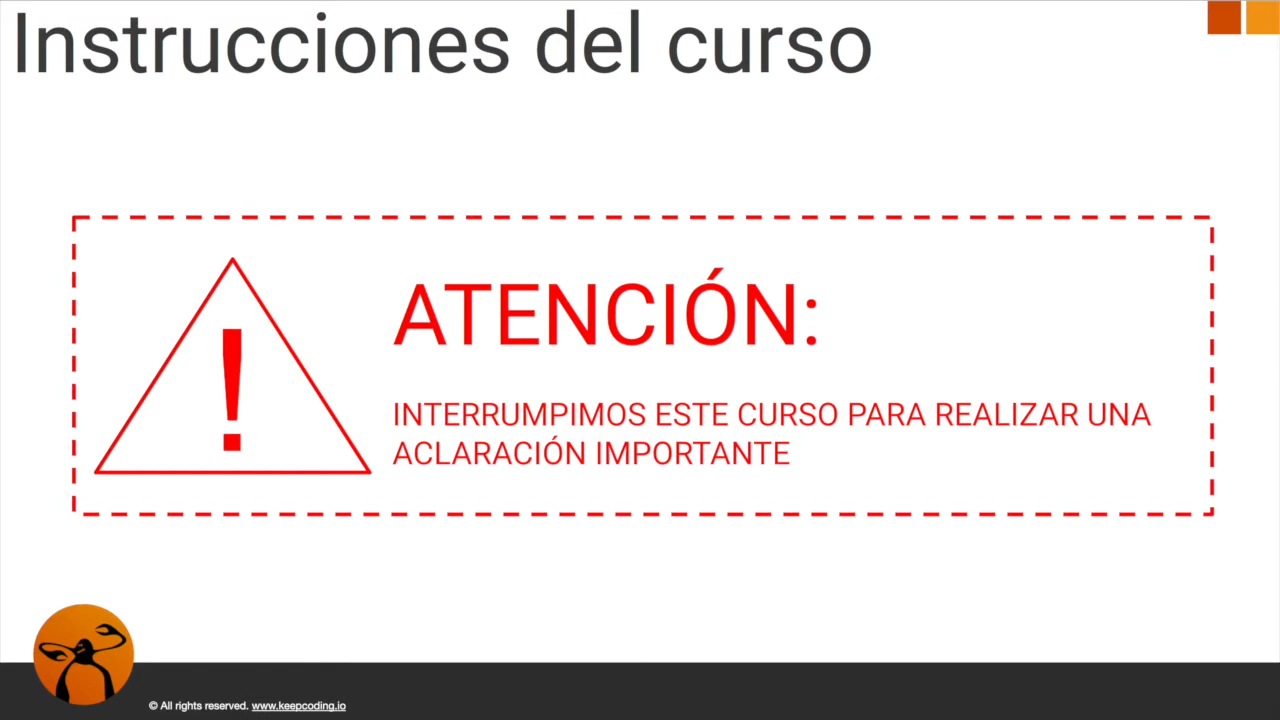 Instrucciones del curso
!
ATENCIÓN:
INTERRUMPIMOS ESTE CURSO PARA REALIZAR UNA
ACLARACIÓN IMPORTANTE
© All rights reserved. www.keepcoding.io